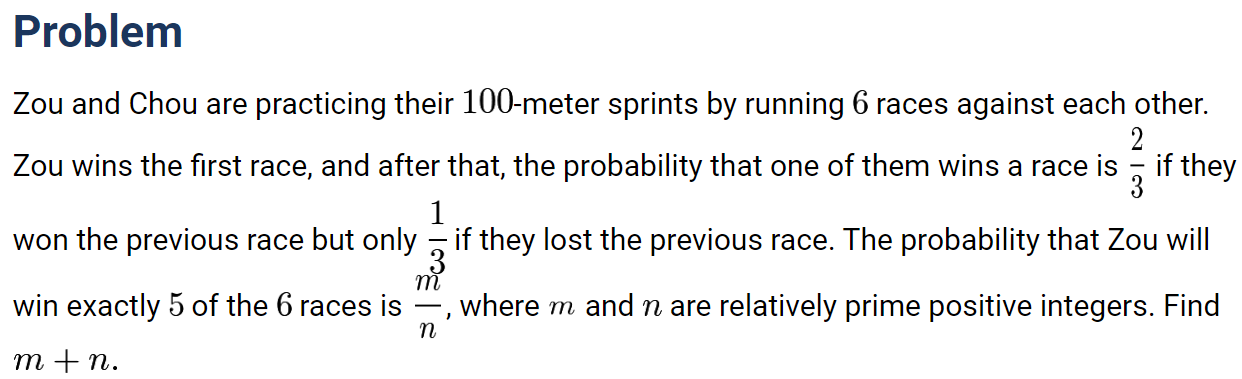 Problem
Zou and Chou are practicing their 100-meter sprints by running 6 races against each other.
Zou wins the first race, and after that, the probability that one of them wins a race is 2/3 if they
won the previous race but only 1/3 if they lost the previous race. The probability that Zou will
win exactly 5 of the 6 races is m/n, where m and n are relatively prime positive integers. Find
m + n.